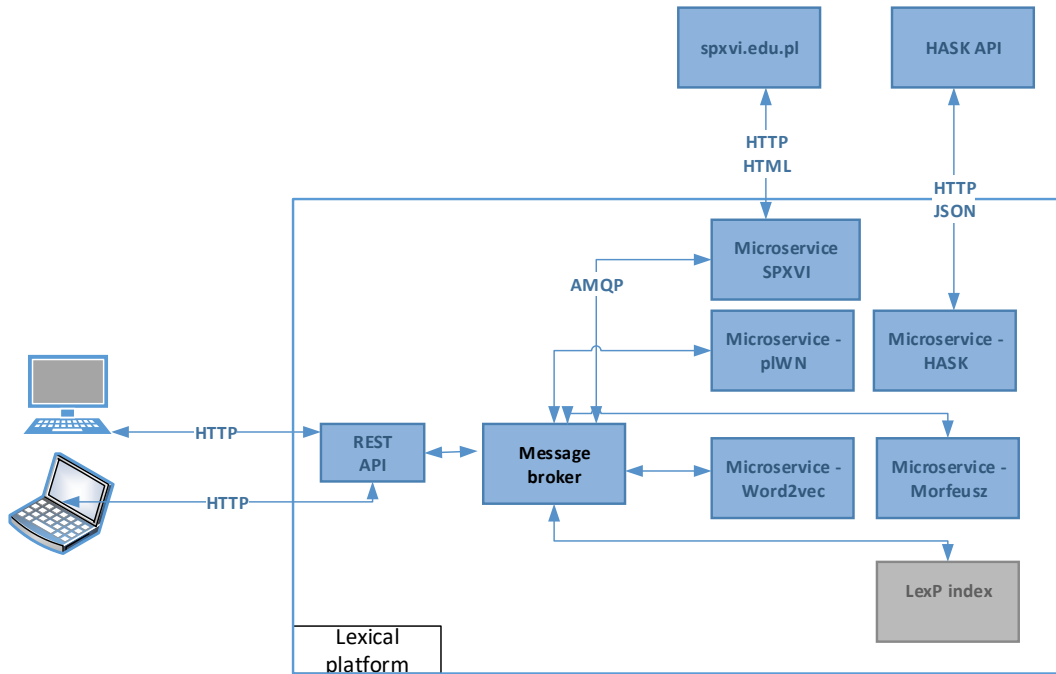 spxvi.edu.pl
HASK API
HTTP
HTML
HTTP
JSON
Microservice
SPXVI
AMQP
Microservice -
plWN
Microservice -
HASK
HTTP
REST
API
Message
broker
Microservice -
Word2vec
Microservice -
Morfeusz
HTTP
LexP index
Lexical
platform